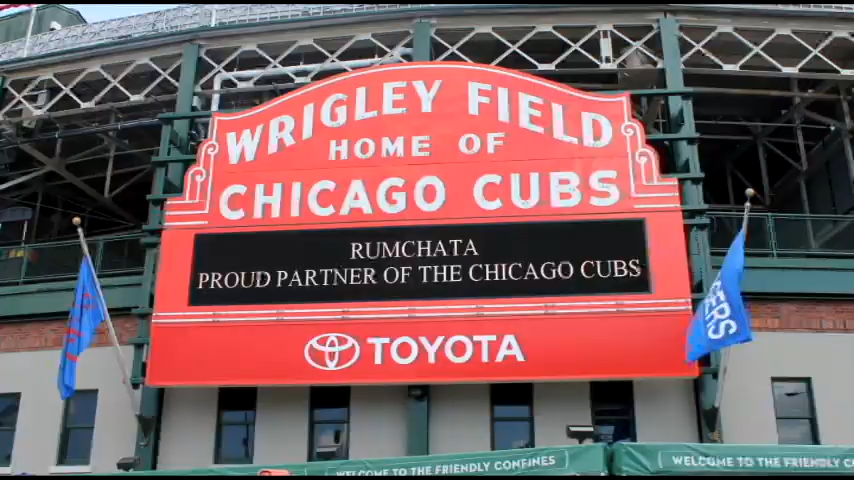 WRIGLEY FIELD
HOME OF
CHICAGO CUBS
RUMCHATA
PROUD PARTNER OF THE CHICAGO CUBS
TOYOTA
WELCOME TO THE FRIENDLY CONFINES
WELCOME TO THE FRIENDLY